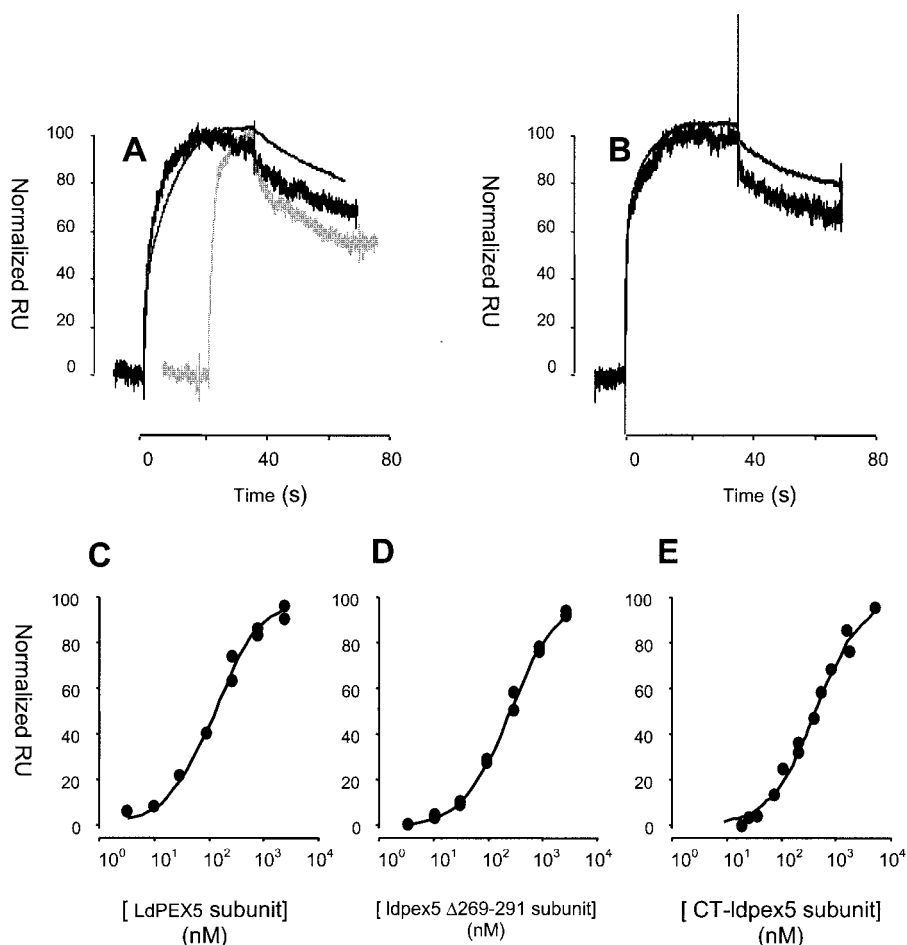 A
B
Normalized RU
100
80
60
40
20
0
0
40
80
Time (s)
Normalized RU
100
80
60
40
20
0
0
40
80
Time (s)
C
D
E
Normalized RU
100
80
60
40
20
0
10^0 10^1 10^2 10^3 10^4
[ LdPEX5 subunit]
(nM)
100
80
60
40
20
0
10^0 10^1 10^2 10^3 10^4
[ ldpex5 Δ269-291 subunit]
(nM)
100
80
60
40
20
0
10^0 10^1 10^2 10^3 10^4
[ CT-ldpex5 subunit]
(nM)